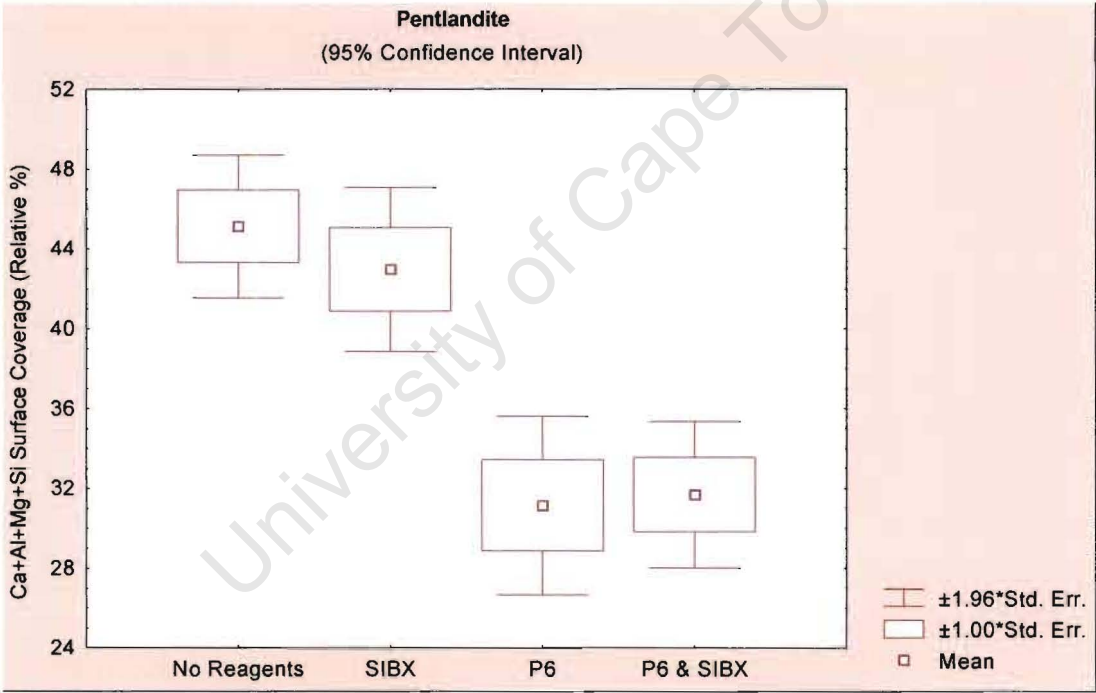 Pentlandite
(95% Confidence Interval)
Ca+Al+Mg+Si Surface Coverage (Relative %)
52
48
44
40
36
32
28
24
No Reagents
SIBX
P6
P6 & SIBX
±1.96*Std. Err.
±1.00*Std. Err.
Mean
University of Cape To